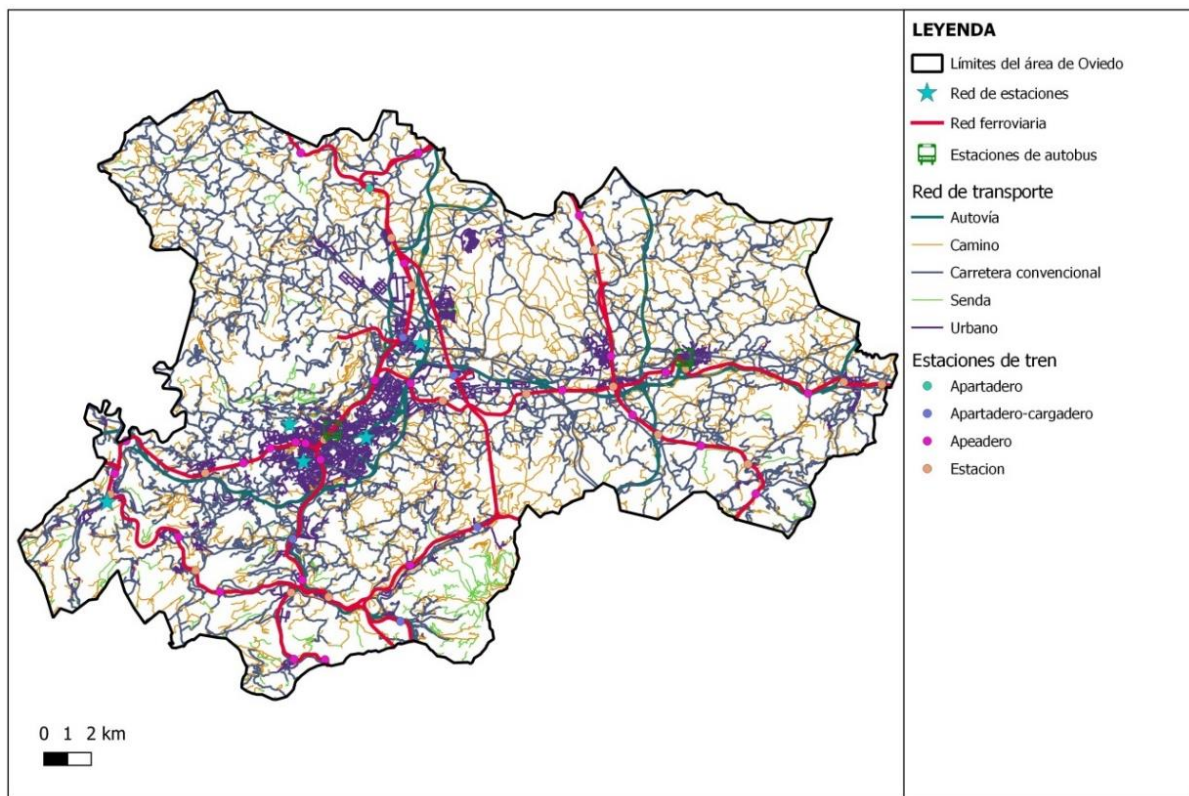 LEYENDA
Límites del área de Oviedo
Red de estaciones
Red ferroviaria
Estaciones de autobus
Red de transporte
Autovía
Camino
Carretera convencional
Senda
Urbano
Estaciones de tren
Apartadero
Apartadero-cargadero
Apeadero
Estacion
0 1 2 km